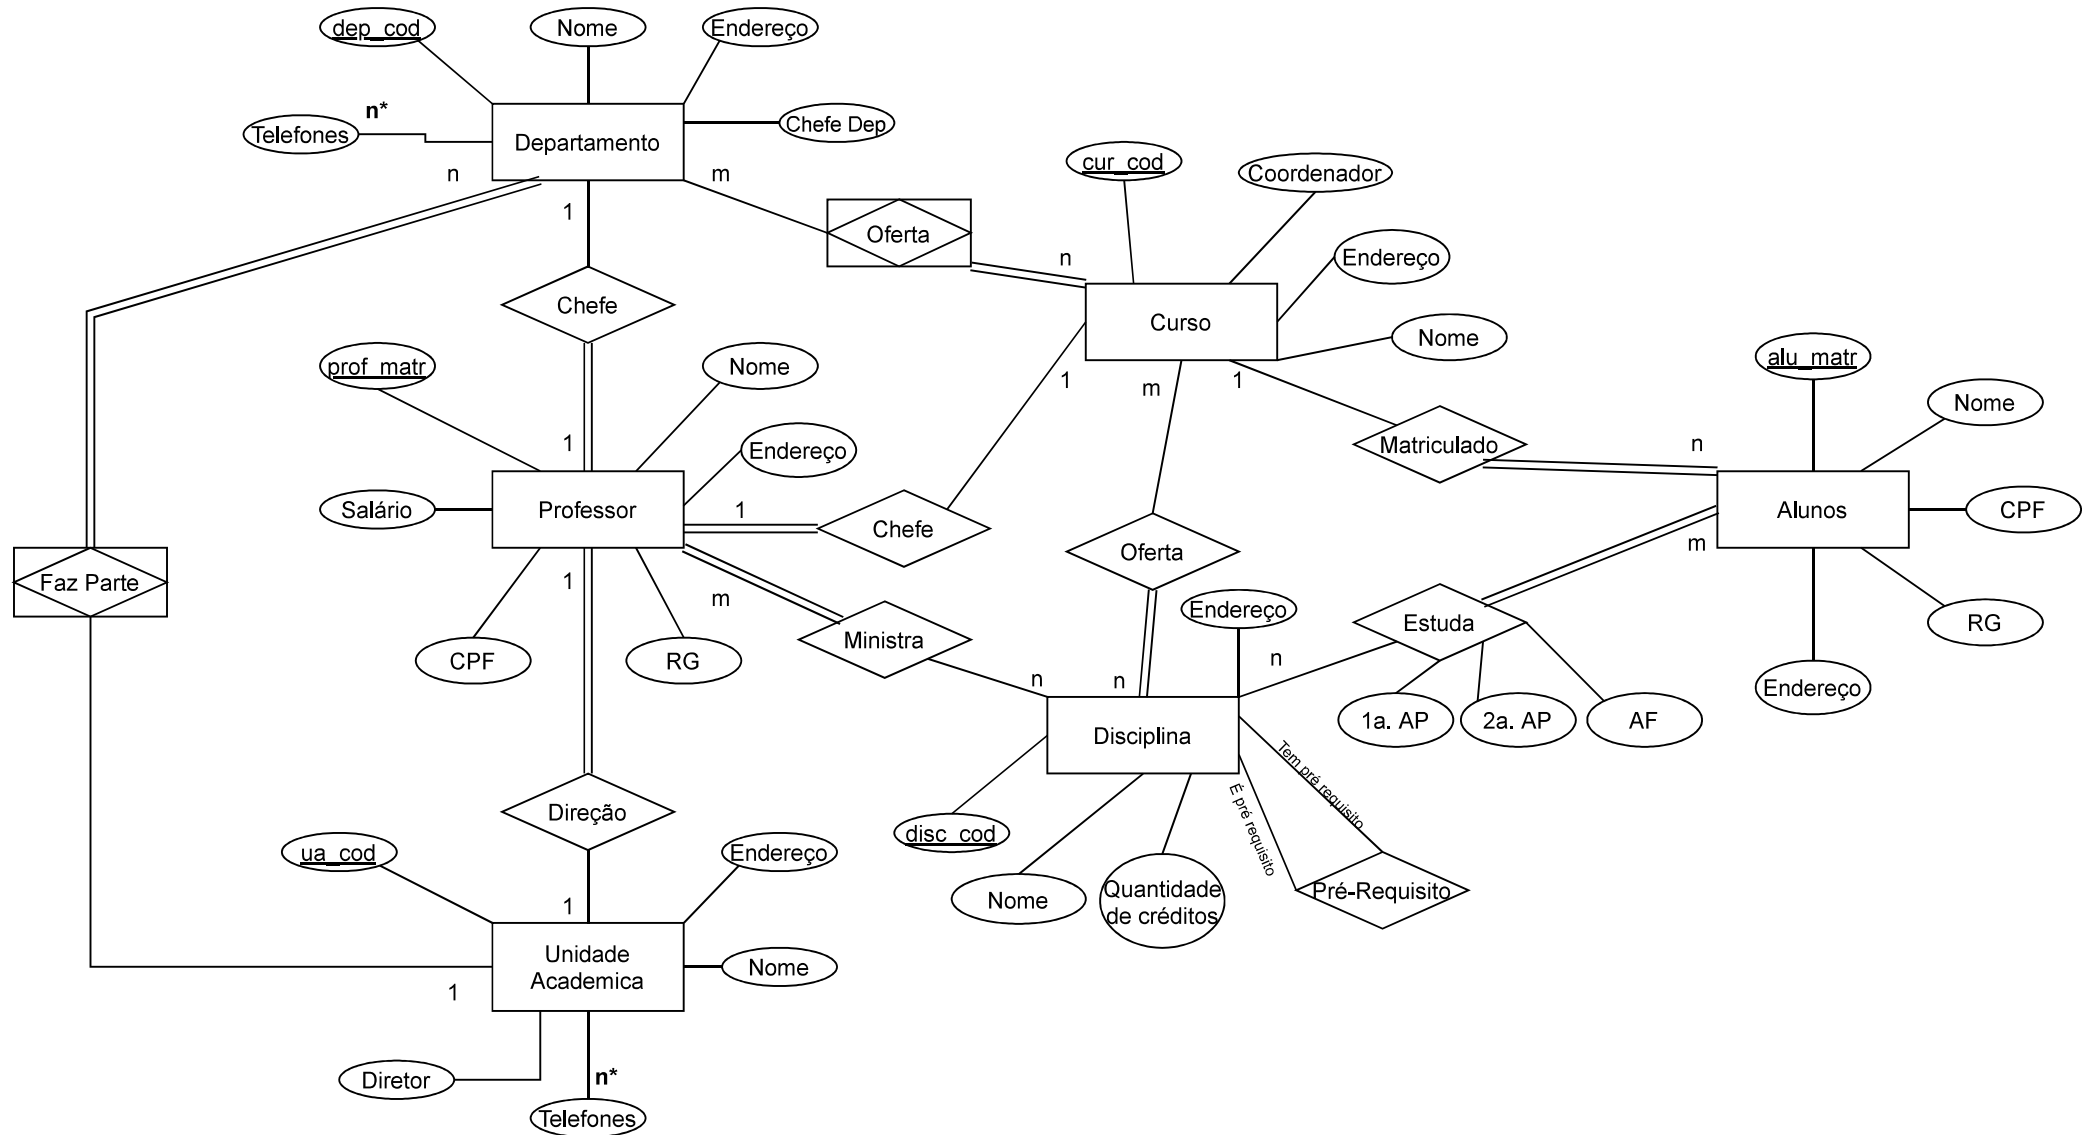 dep_cod
Nome
Endereço
n*
Telefones
Departamento
Chefe Dep
n
m
1
cur_cod
Coordenador
Oferta
n
Endereço
Chefe
Curso
Nome
prof_matr
Nome
1
m
1
alu_matr
Nome
1
Endereço
Matriculado
n
Salário
Professor
1
Chefe
Alunos
CPF
Oferta
m
Faz Parte
1
m
Endereço
Estuda
RG
Ministra
CPF
RG
n
n
n
Endereço
1a. AP
2a. AP
AF
Disciplina
Tem pré requisito
É pré requisito
Direção
disc_cod
ua_cod
Endereço
Nome
Quantidade
de créditos
Pré-Requisito
1
Unidade
Academica
Nome
1
Diretor
n*
Telefones